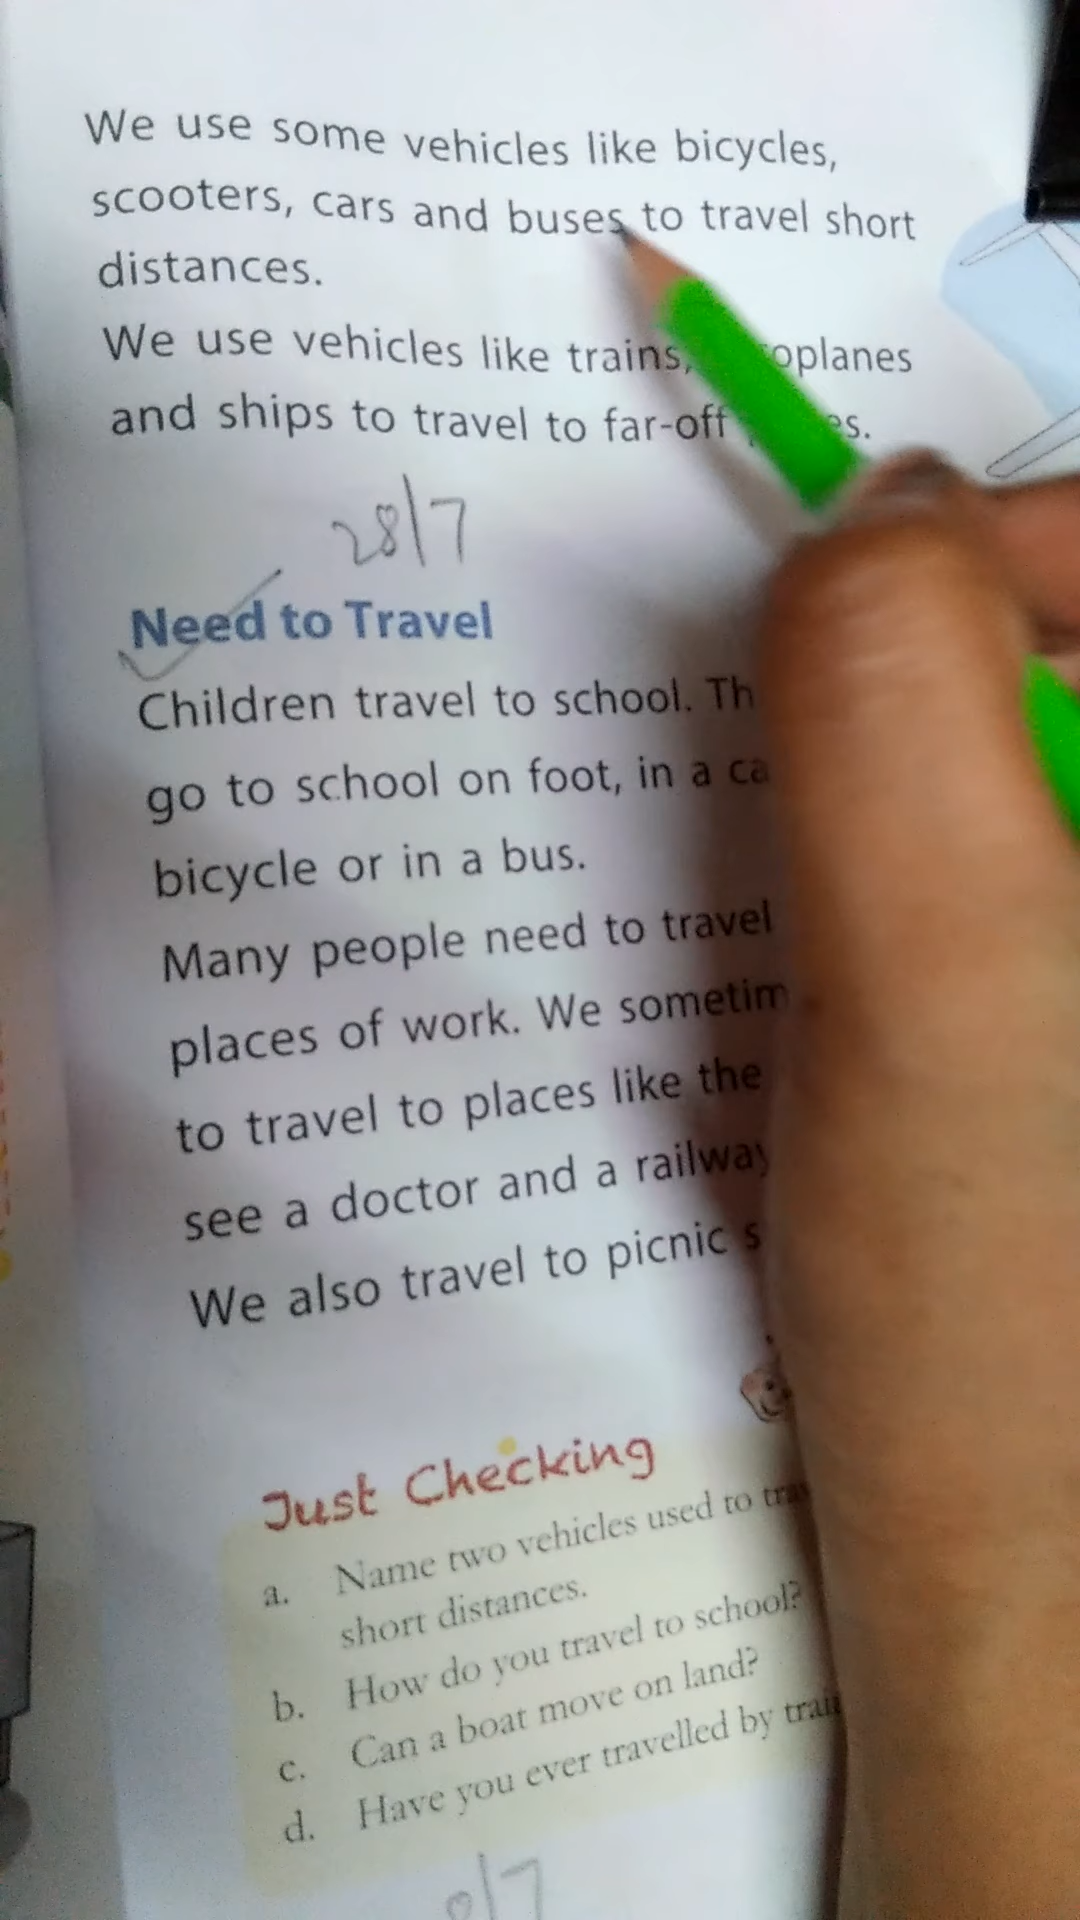 We use some vehicles like bicycles,
scooters, cars and buses to travel short
distances.
We use vehicles like trains,
and ships to travel to far-off
28/7
Need to Travel
Children travel to school.
go to school on foot, in a
bicycle or in a bus.
Many people need to travel
places of work. We
to travel to places like the
see a doctor and a railway
We also travel to picnic
Just Checking
a. Name two vehicles used to
short distances.
b. How do you travel to school?
c. Can a boat move on land?
d. Have you ever travelled by